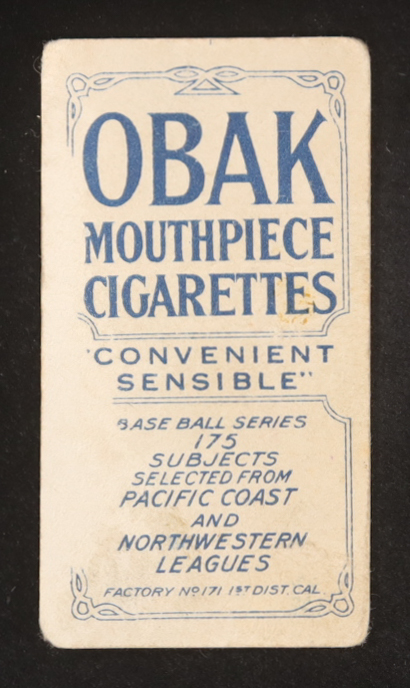 OBAK
MOUTHPIECE
CIGARETTES
"CONVENIENT
SENSIBLE"
BASE BALL SERIES
175
SUBJECTS
SELECTED FROM
PACIFIC COAST
AND
NORTHWESTERN
LEAGUES
FACTORY Nº 171 1ST DIST. CAL.